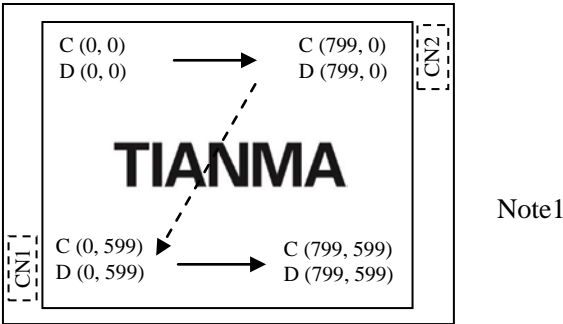 C (0, 0)
D (0, 0)
C (799, 0)
D (799, 0)
CN2
TIANMA
Note1
CN1
C (0, 599)
D (0, 599)
C (799, 599)
D (799, 599)